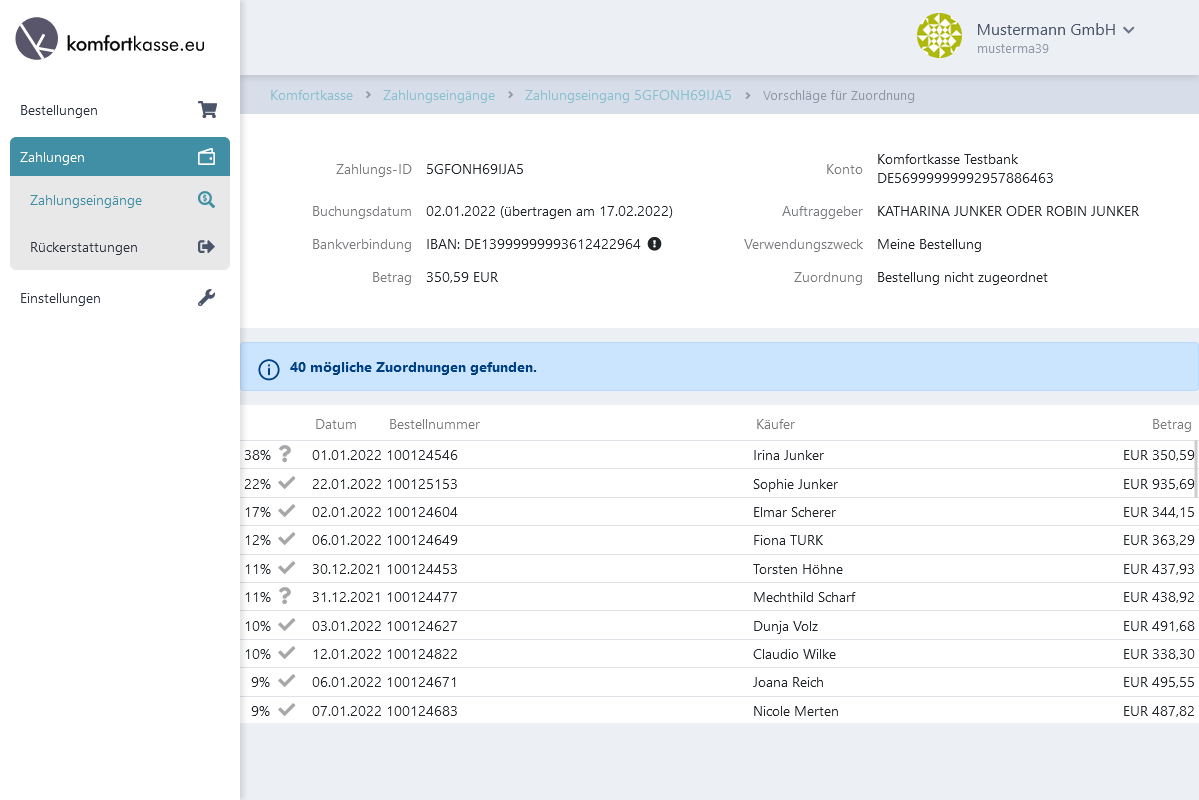 komfortkasse.eu
Mustermann GmbH
musterma39
Bestellungen
Zahlungen
Zahlungseingänge
Rückerstattungen
Einstellungen
Komfortkasse > Zahlungseingänge > Zahlungseingang 5GFONH69IJA5 > Vorschläge für Zuordnung
Zahlungs-ID 5GFONH69IJA5
Buchungsdatum 02.01.2022 (übertragen am 17.02.2022)
Bankverbindung IBAN: DE13999999993612422964
Betrag 350,59 EUR
Konto Komfortkasse Testbank
DE56999999992957886463
Auftraggeber KATHARINA JUNKER ODER ROBIN JUNKER
Verwendungszweck Meine Bestellung
Zuordnung Bestellung nicht zugeordnet
40 mögliche Zuordnungen gefunden.
Datum Bestellnummer Käufer Betrag
38% ? 01.01.2022 100124546 Irina Junker EUR 350,59
22% 22.01.2022 100125153 Sophie Junker EUR 935,69
17% 02.01.2022 100124604 Elmar Scherer EUR 344,15
12% 06.01.2022 100124649 Fiona TURK EUR 363,29
11% 30.12.2021 100124453 Torsten Höhne EUR 437,93
11% ? 31.12.2021 100124477 Mechthild Scharf EUR 438,92
10% 03.01.2022 100124627 Dunja Volz EUR 491,68
10% 12.01.2022 100124822 Claudio Wilke EUR 338,30
9% 06.01.2022 100124671 Joana Reich EUR 495,55
9% 07.01.2022 100124683 Nicole Merten EUR 487,82